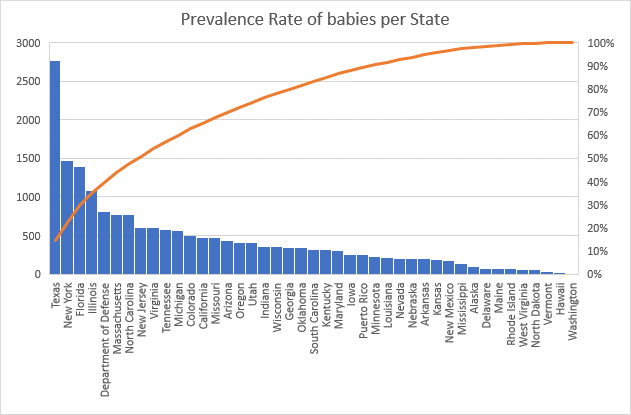 Prevalence Rate of babies per State
3000
2500
2000
1500
1000
500
0
100%
90%
80%
70%
60%
50%
40%
30%
20%
10%
0%
Texas
New York
Florida
Illinois
Department of Defense
Massachusetts
North Carolina
New Jersey
Virginia
Tennessee
Michigan
Colorado
California
Missouri
Arizona
Oregon
Utah
Indiana
Wisconsin
Georgia
Oklahoma
South Carolina
Kentucky
Maryland
Iowa
Puerto Rico
Minnesota
Louisiana
Nevada
Nebraska
Arkansas
Kansas
New Mexico
Mississippi
Alaska
Delaware
Maine
Rhode Island
West Virginia
North Dakota
Vermont
Hawaii
Washington